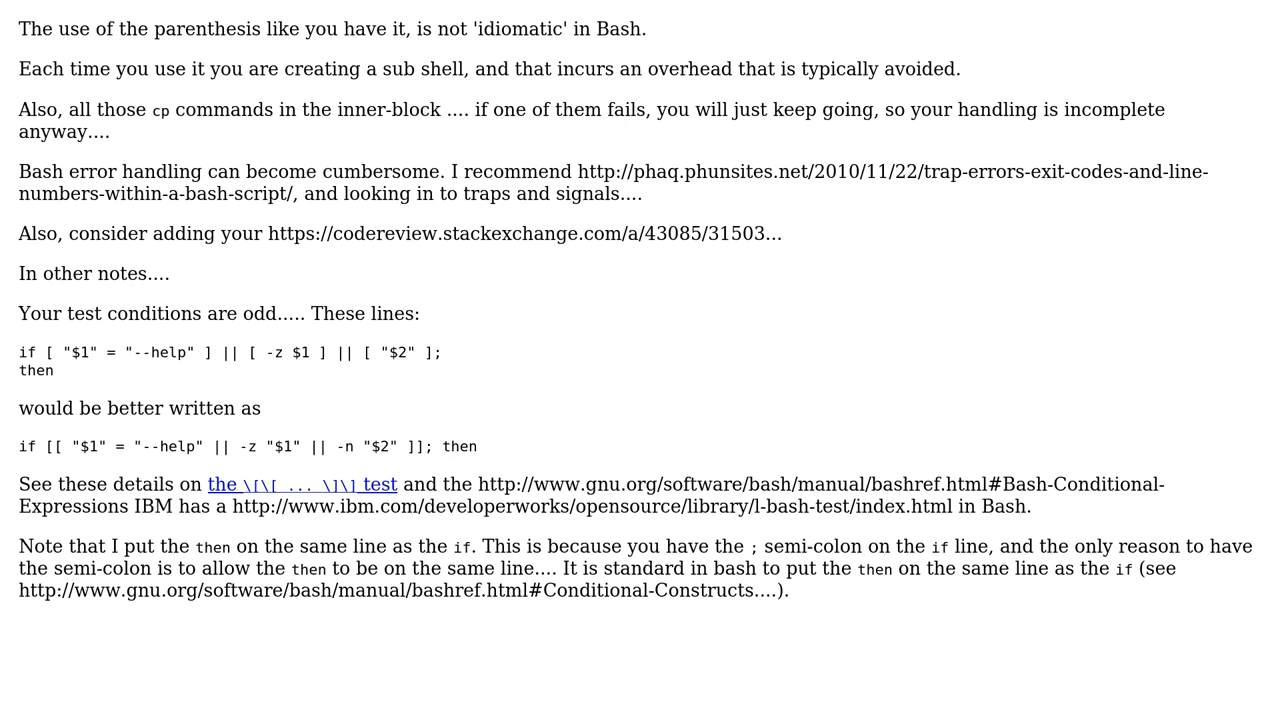 The use of the parenthesis like you have it, is not 'idiomatic' in Bash.
Each time you use it you are creating a sub shell, and that incurs an overhead that is typically avoided.
Also, all those cp commands in the inner-block .... if one of them fails, you will just keep going, so your handling is incomplete
anyway....
Bash error handling can become cumbersome. I recommend http://phaq.phunsites.net/2010/11/22/trap-errors-exit-codes-and-line-
numbers-within-a-bash-script/, and looking in to traps and signals....
Also, consider adding your https://codereview.stackexchange.com/a/43085/31503...
In other notes....
Your test conditions are odd..... These lines:
if [ "$1" = "--help" ] || [ -z $1 ] || [ "$2" ];
then
would be better written as
if [[ "$1" = "--help" || -z "$1" || -n "$2" ]]; then
See these details on the \[\[ ... \]\] test and the http://www.gnu.org/software/bash/manual/bashref.html#Bash-Conditional-
Expressions IBM has a http://www.ibm.com/developerworks/opensource/library/l-bash-test/index.html in Bash.
Note that I put the then on the same line as the if. This is because you have the ; semi-colon on the if line, and the only reason to have
the semi-colon is to allow the then to be on the same line.... It is standard in bash to put the then on the same line as the if (see
http://www.gnu.org/software/bash/manual/bashref.html#Conditional-Constructs....).